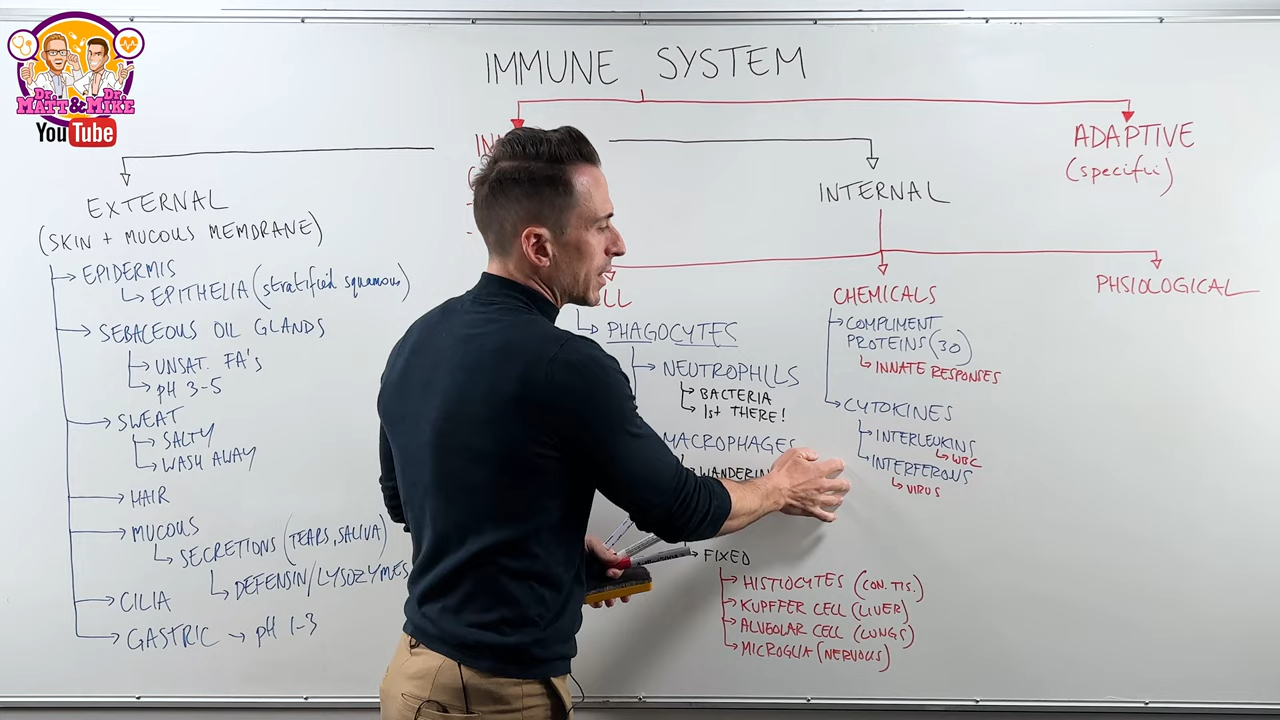 Dr. Dr.
MATT & MIKE
YouTube
IMMUNE SYSTEM
ADAPTIVE
(specifii)
EXTERNAL
(SKIN + MUCOUS MEMBRANE)
EPIDERMIS
EPITHELIA (stratified squamous)
SEBACEOUS OIL GLANDS
UNSAT. FA's
pH 3-5
SWEAT
SALTY
WASH AWAY
HAIR
MUCOUS
SECRETIONS (TEARS, SALIVA)
DEFENSIN/LYSOZYMES
CILIA
GASTRIC → pH 1-3
INTERNAL
PHAGOCYTES
NEUTROPHILS
BACTERIA
1st THERE!
MACROPHAGES
FIXED
HISTIOCYTES (CON. TIS.)
KUPFFER CELL (LIVER)
ALVEOLAR CELL (LUNGS)
MICROGLIA (NERVOUS)
CHEMICALS
COMPLIMENT
PROTEINS (30)
INNATE RESPONSES
CYTOKINES
INTERLEUKINS
WBC
INTERFERONS
VIRUS
PHSIOLOGICAL